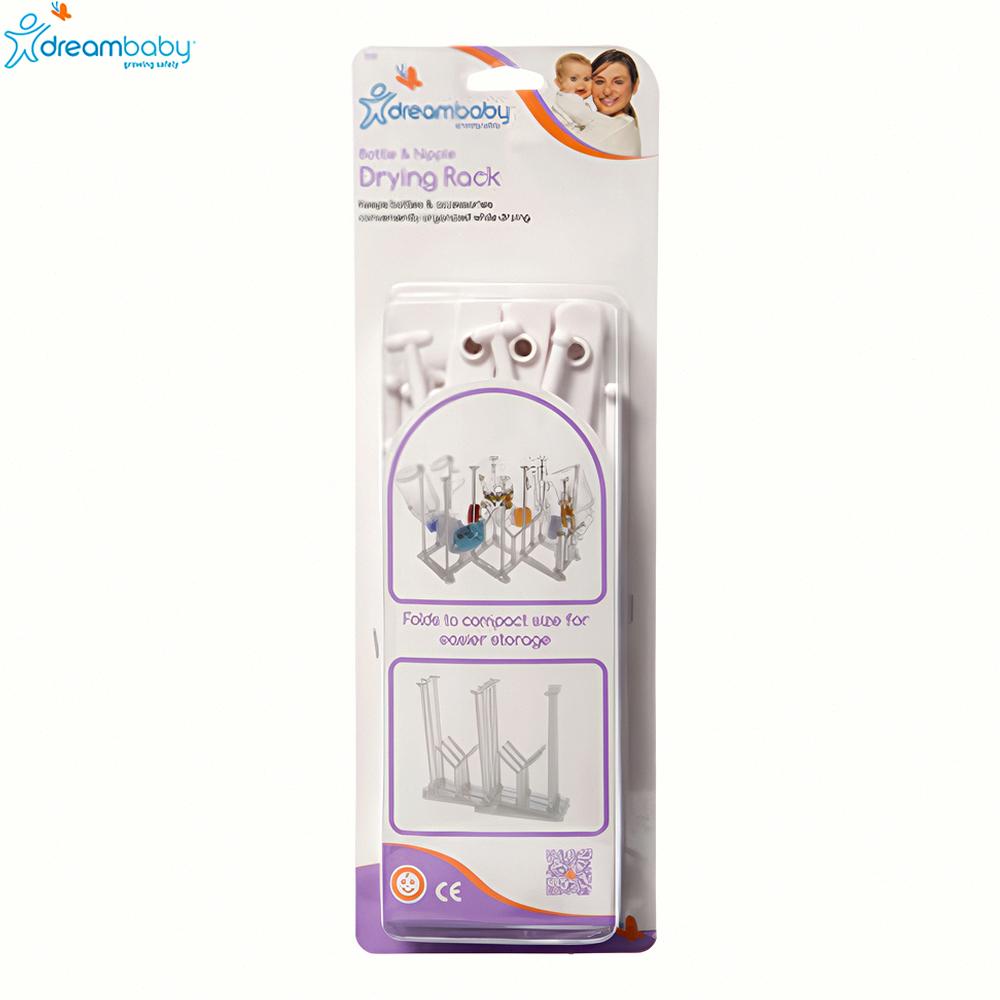 dreambaby
growing safely
dreambaby
Bottle & Nipple
Drying Rack
Folds to compact size for
easier storage
CE